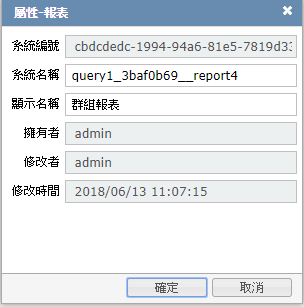 屬性-報表
系統編號 cbdcdedc-1994-94a6-81e5-7819d33
系統名稱 query1_3baf0b69__report4
顯示名稱 群組報表
擁有者 admin
修改者 admin
修改時間 2018/06/13 11:07:15
確定 取消